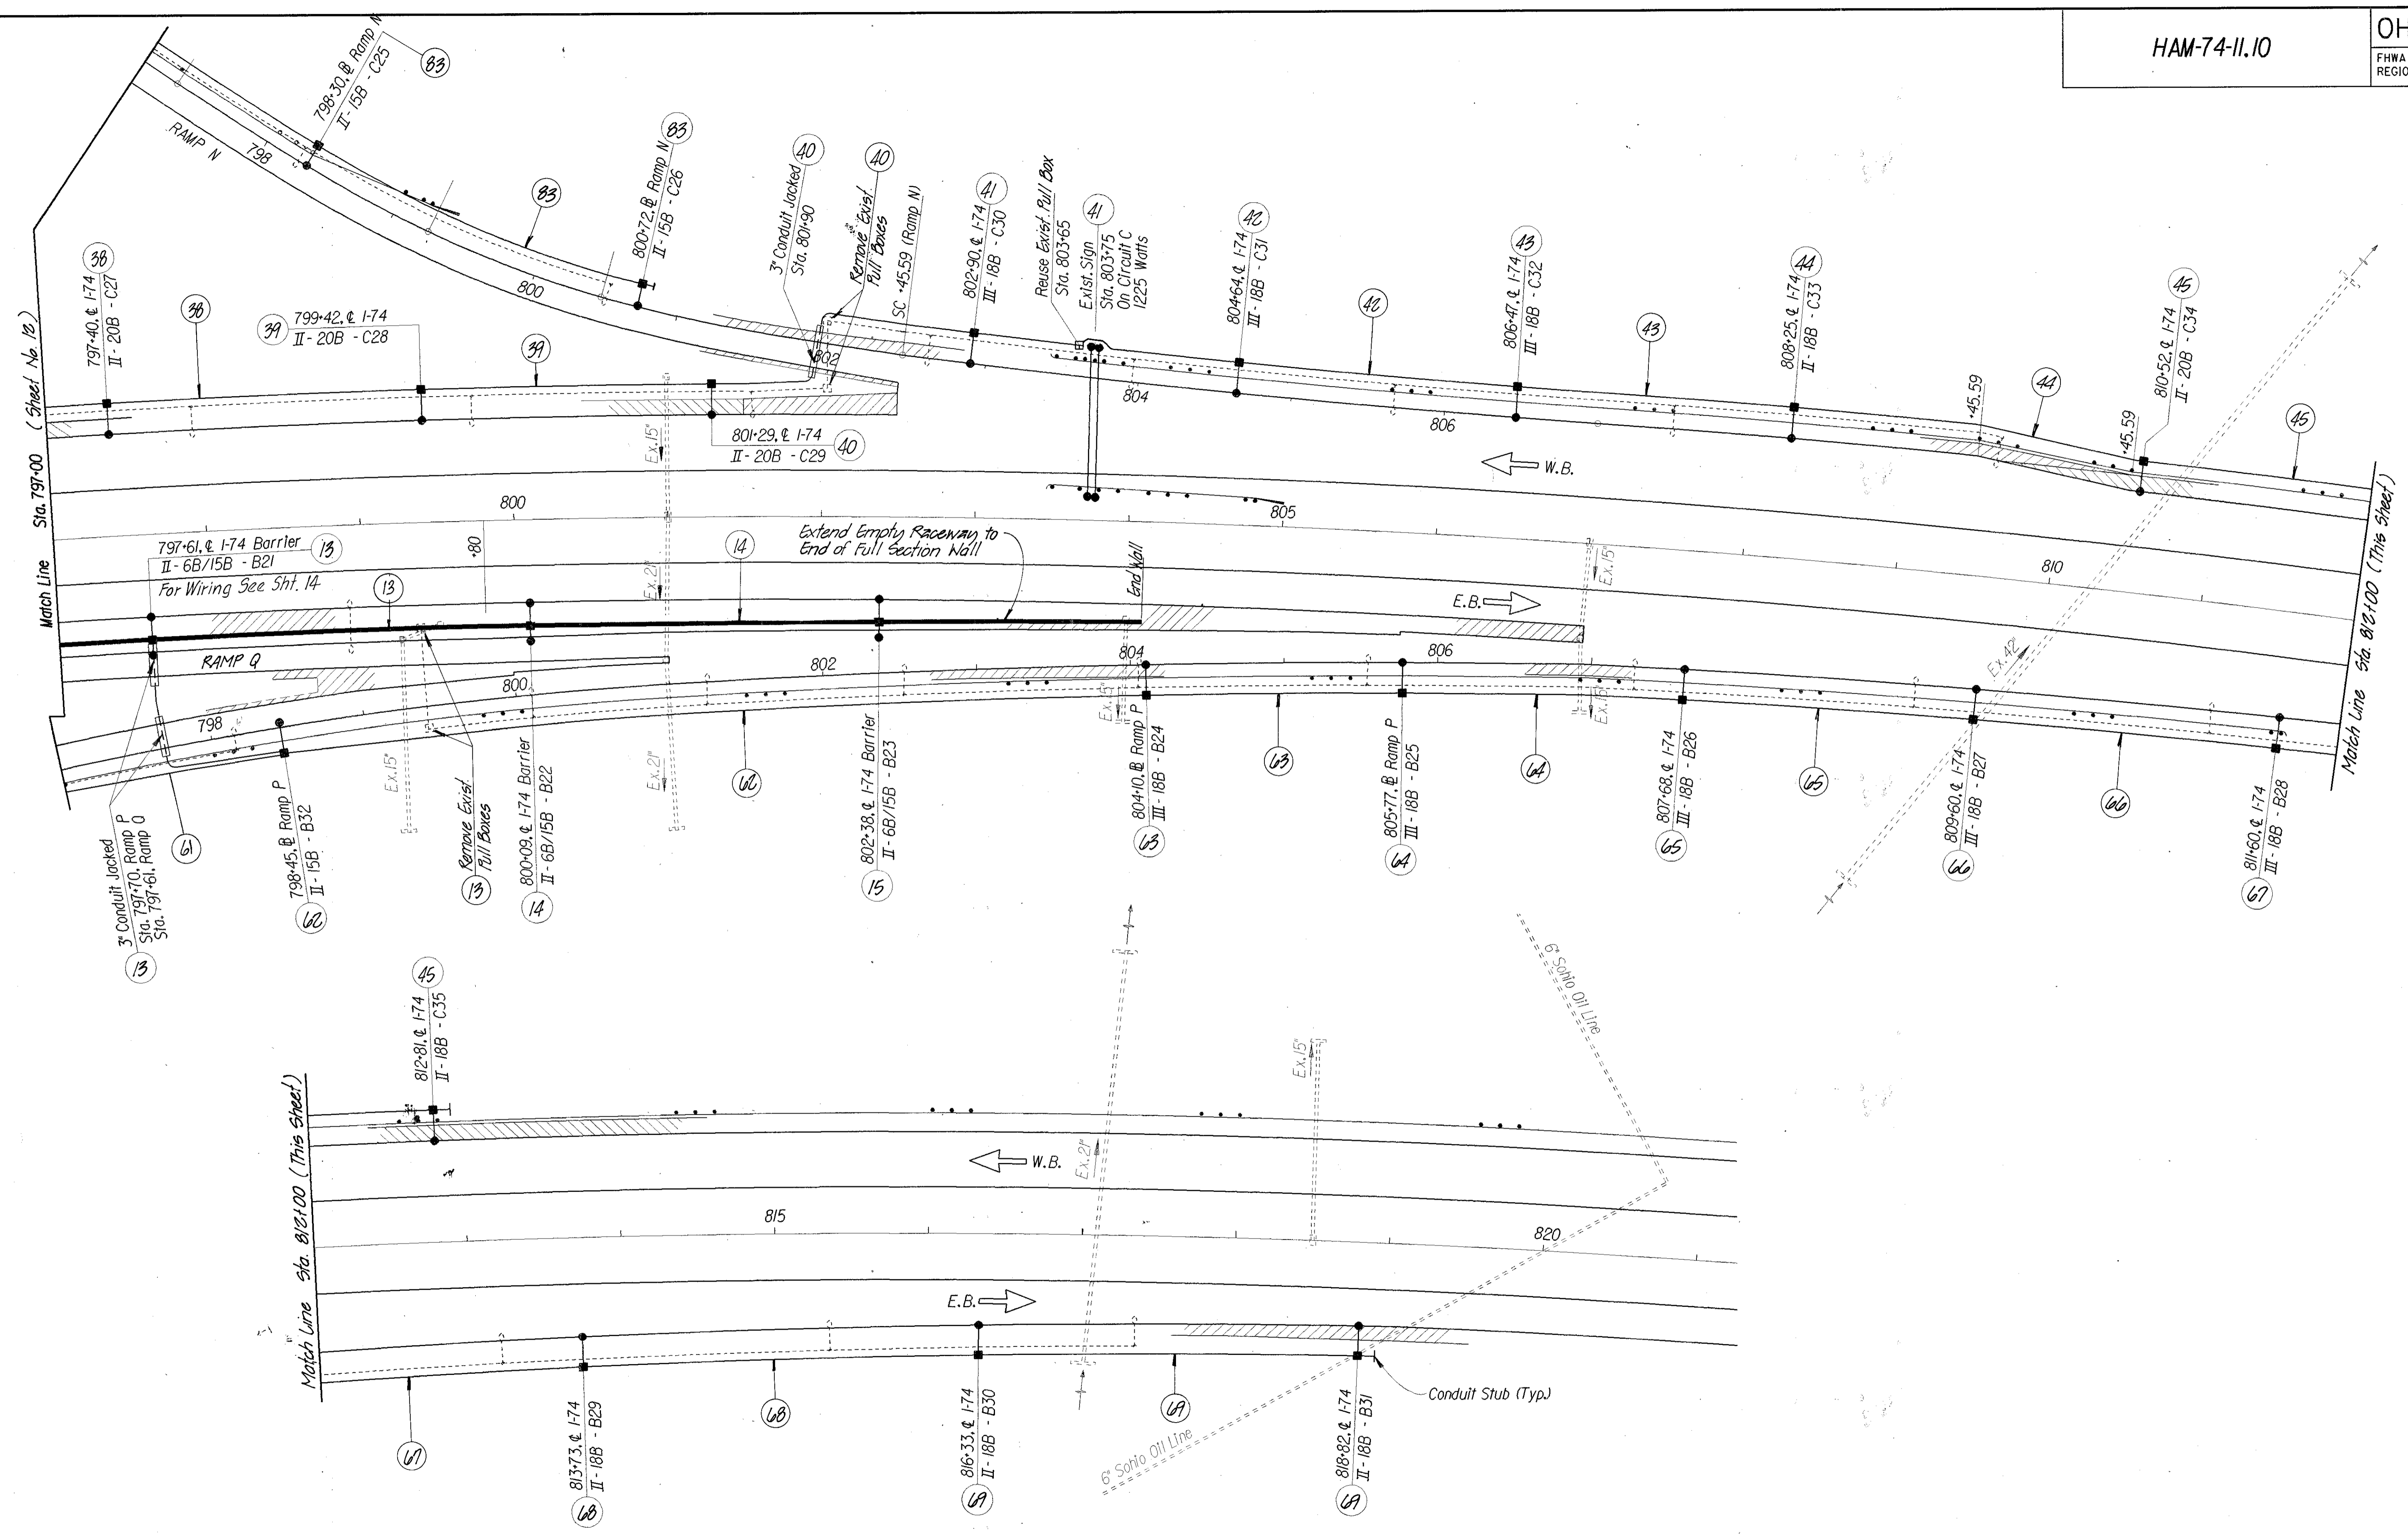 HAM-74-11.10
OH
FHWA
REGIO
798+30, ℄ Ramp N
II - 15B - C25
83
RAMP N
798
83
800+72, ℄ Ramp N
II - 15B - C26
83
800
3" Conduit Jacked
Sta. 801+90
40
Remove Exist.
Pull Boxes
40
SC +45.59 (Ramp N)
802
802+90, ℄ I-74
III - 18B - C30
41
Reuse Exist. Pull Box
Sta. 803+65
Exist. Sign
Sta. 803+75
On Circuit C
1225 Watts
41
804
804+64, ℄ I-74
III - 18B - C31
42
42
806
806+47, ℄ I-74
III - 18B - C32
43
43
808+25, ℄ I-74
II - 18B - C33
44
+45.59
44
+45.59
810+52, ℄ I-74
II - 20B - C34
45
45
Match Line Sta. 797+00 (Sheet No. 12)
38
797+40, ℄ I-74
II - 20B - C27
38
39
799+42, ℄ I-74
II - 20B - C28
39
801+29, ℄ I-74
II - 20B - C29
40
Ex. 15"
W.B.
800
805
810
+80
797+61, ℄ I-74 Barrier
II - 6B/15B - B21
13
For Wiring See Sht. 14
13
Ex. 21"
14
Extend Empty Raceway to
End of Full Section Wall
End Wall
E.B.
Ex. 15"
Ex. 42"
Match Line Sta. 812+00 (This Sheet)
RAMP Q
798
800
802
804
806
3" Conduit Jacked
Sta. 797+70, Ramp P
Sta. 797+61, Ramp Q
13
61
798+45, ℄ Ramp P
II - 15B - B32
62
Ex. 15"
Remove Exist.
Pull Boxes
13
800+09, ℄ I-74 Barrier
II - 6B/15B - B22
14
Ex. 21"
62
802+38, ℄ I-74 Barrier
II - 6B/15B - B23
15
Ex. 15"
804+10, ℄ Ramp P
III - 18B - B24
63
63
805+77, ℄ Ramp P
III - 18B - B25
64
64
Ex. 15"
807+68, ℄ I-74
III - 18B - B26
65
65
809+60, ℄ I-74
III - 18B - B27
66
66
811+60, ℄ I-74
III - 18B - B28
67
Match Line Sta. 812+00 (This Sheet)
812+81, ℄ I-74
II - 18B - C35
45
W.B.
815
820
E.B.
Ex. 21"
Ex. 15"
6" Sohio Oil Line
67
813+73, ℄ I-74
II - 18B - B29
68
68
816+33, ℄ I-74
II - 18B - B30
69
69
818+82, ℄ I-74
II - 18B - B31
69
Conduit Stub (Typ.)
6" Sohio Oil Line